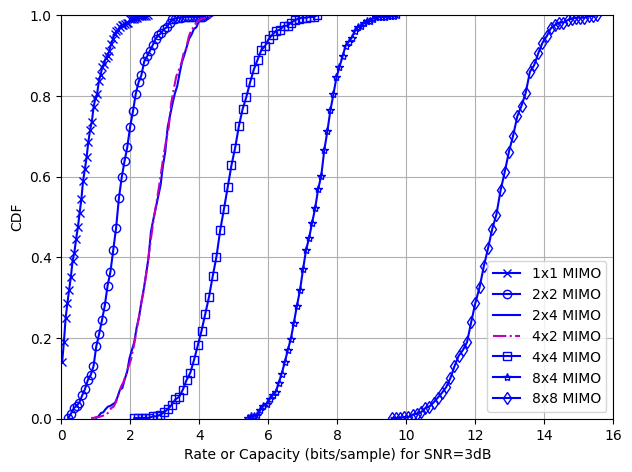 1.0
0.8
0.6
0.4
0.2
0.0
CDF
1x1 MIMO
2x2 MIMO
2x4 MIMO
4x2 MIMO
4x4 MIMO
8x4 MIMO
8x8 MIMO
0 2 4 6 8 10 12 14 16
Rate or Capacity (bits/sample) for SNR=3dB